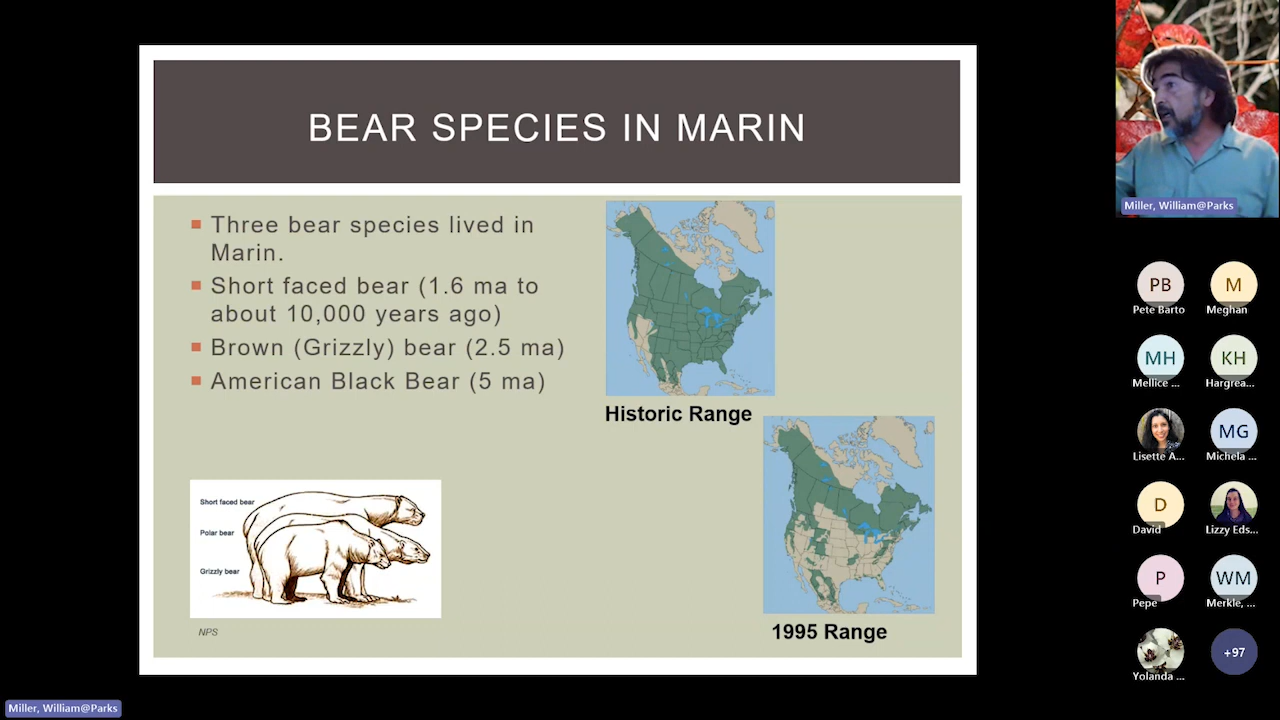 BEAR SPECIES IN MARIN
Three bear species lived in
Marin.
Short faced bear (1.6 ma to
about 10,000 years ago)
Brown (Grizzly) bear (2.5 ma)
American Black Bear (5 ma)
Historic Range
1995 Range
Short faced bear
Polar bear
Grizzly bear
NPS
Miller, William@Parks
PB
M
Pete Barto
Meghan
MH
KH
Mellice ...
Hargrea...
MG
Lisette A...
Michela ...
D
David
Lizzy Eds...
P
WM
Pepe
Merkle, ...
+97
Yolanda ...
Miller, William@Parks